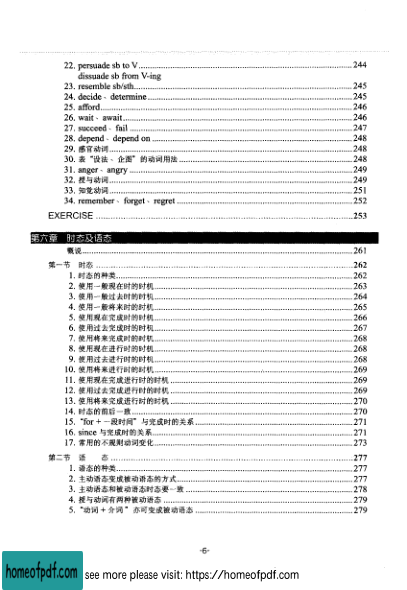 22. persuade sb to V 244
dissuade sb from V-ing
23. resemble sb/sth 245
24. decide、determine 245
25. afford 246
26. wait、await 246
27. succeed、fail 247
28. depend、depend on 248
29. 感官动词 248
30. 表“设法、企图”的动词用法 248
31. anger、angry 249
32. 授与动词 249
33. 知觉动词 251
34. remember、forget、regret 252
EXERCISE 253
第六章 时态及语态
概说 261
第一节 时态 262
1. 时态的种类 262
2. 使用一般现在时的时机 263
3. 使用一般过去时的时机 264
4. 使用一般将来时的时机 265
5. 使用现在完成时的时机 266
6. 使用过去完成时的时机 267
7. 使用将来完成时的时机 268
8. 使用现在进行时的时机 268
9. 使用过去进行时的时机 268
10. 使用将来进行时的时机 269
11. 使用现在完成进行时的时机 269
12. 使用过去完成进行时的时机 269
13. 使用将来完成进行时的时机 270
14. 时态的前后一致 270
15. “for + 一段时间”与完成时的关系 271
16. since 与完成时的关系 271
17. 常用的不规则动词变化 273
第二节 语态 277
1. 语态的种类 277
2. 主动语态变成被动语态的方式 277
3. 主动语态和被动语态时态要一致 278
4. 授与动词有两种被动语态 279
5. “动词 + 介词”亦可变成被动语态 279
-6-
homeofpdf.com see more please visit: https://homeofpdf.com